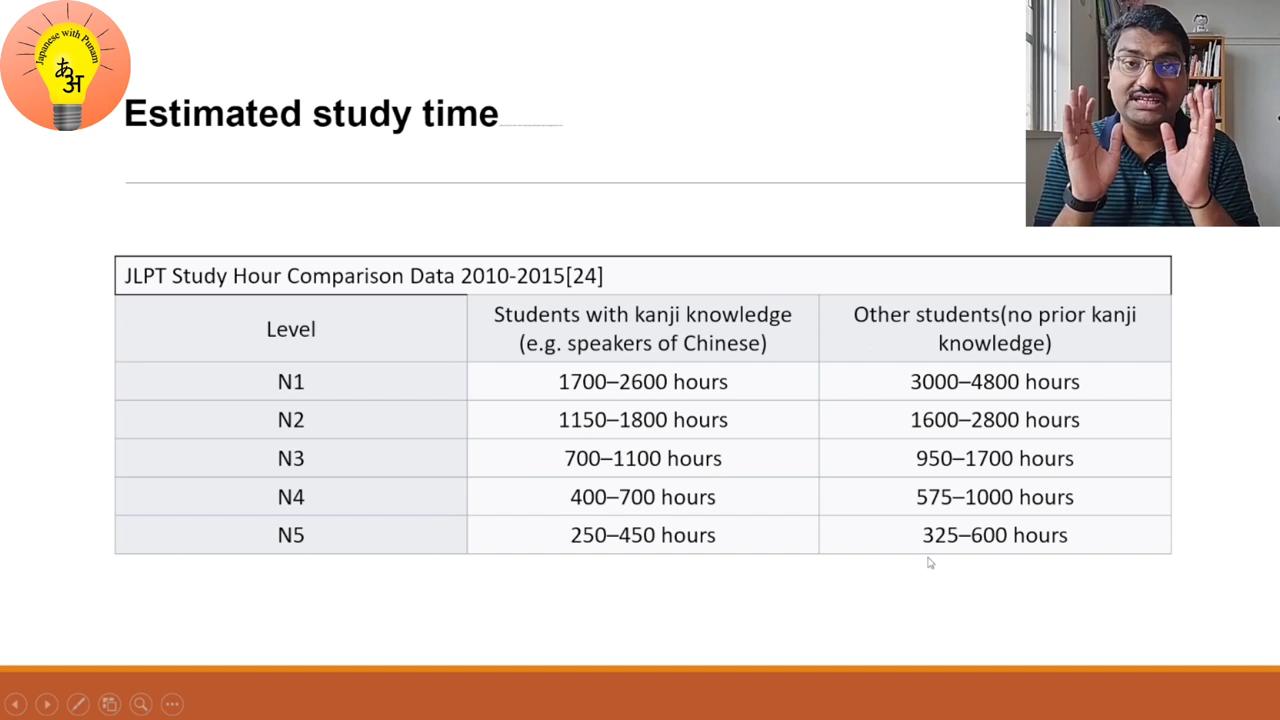 Japanese with Punam
あ
अ
Estimated study time
JLPT Study Hour Comparison Data 2010-2015[24]
Level
Students with kanji knowledge
(e.g. speakers of Chinese)
Other students(no prior kanji
knowledge)
N1 1700–2600 hours 3000–4800 hours
N2 1150–1800 hours 1600–2800 hours
N3 700–1100 hours 950–1700 hours
N4 400–700 hours 575–1000 hours
N5 250–450 hours 325–600 hours